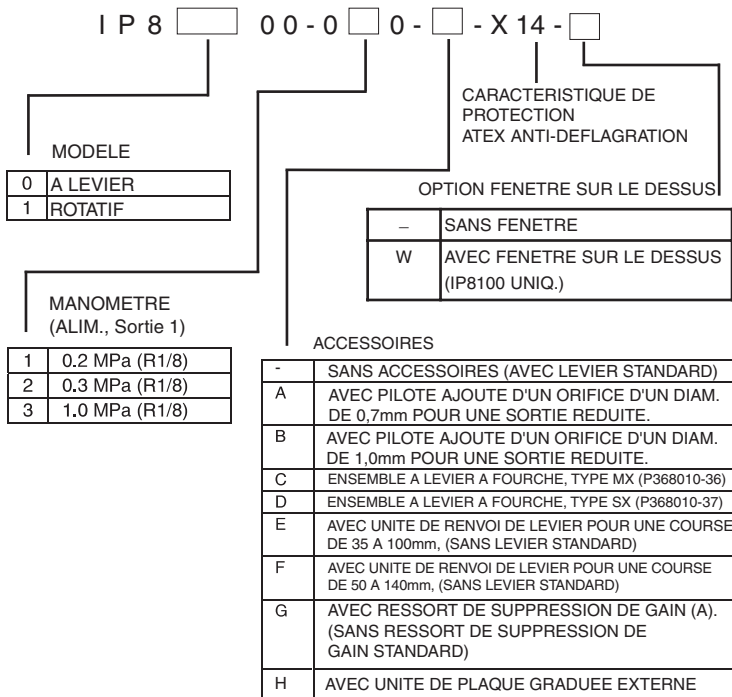 IP8 00-0 0- -X14-
CARACTERISTIQUE DE
PROTECTION
ATEX ANTI-DEFLAGRATION
MODELE
0 A LEVIER
1 ROTATIF
OPTION FENETRE SUR LE DESSUS
– SANS FENETRE
W AVEC FENETRE SUR LE DESSUS
(IP8100 UNIQ.)
MANOMETRE
(ALIM., Sortie 1)
1 0.2 MPa (R1/8)
2 0.3 MPa (R1/8)
3 1.0 MPa (R1/8)
ACCESSOIRES
- SANS ACCESSOIRES (AVEC LEVIER STANDARD)
A AVEC PILOTE AJOUTE D'UN ORIFICE D'UN DIAM.
DE 0,7mm POUR UNE SORTIE REDUITE.
B AVEC PILOTE AJOUTE D'UN ORIFICE D'UN DIAM.
DE 1,0mm POUR UNE SORTIE REDUITE.
C ENSEMBLE A LEVIER A FOURCHE, TYPE MX (P368010-36)
D ENSEMBLE A LEVIER A FOURCHE, TYPE SX (P368010-37)
E AVEC UNITE DE RENVOI DE LEVIER POUR UNE COURSE
DE 35 A 100mm, (SANS LEVIER STANDARD)
F AVEC UNITE DE RENVOI DE LEVIER POUR UNE COURSE
DE 50 A 140mm, (SANS LEVIER STANDARD)
G AVEC RESSORT DE SUPPRESSION DE GAIN (A).
(SANS RESSORT DE SUPPRESSION DE
GAIN STANDARD)
H AVEC UNITE DE PLAQUE GRADUEE EXTERNE